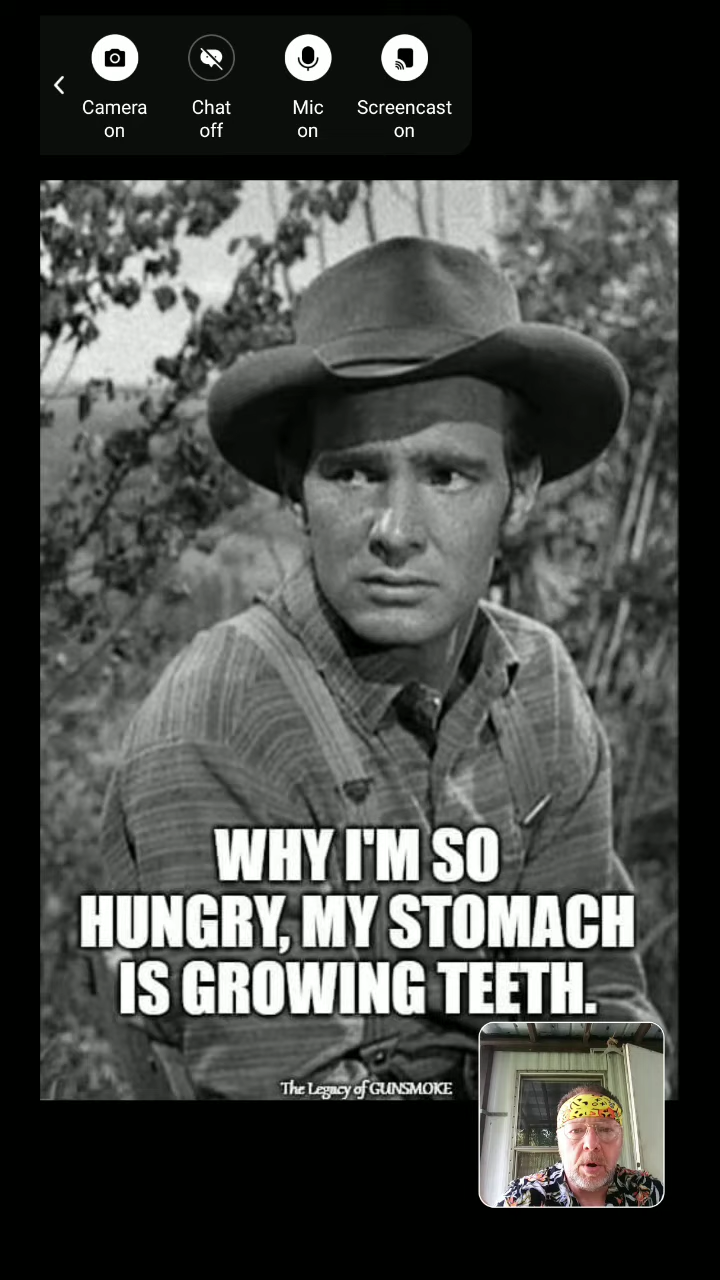 Camera on
Chat off
Mic on
Screencast on
WHY I'M SO
HUNGRY, MY STOMACH
IS GROWING TEETH.
The Legacy of GUNSMOKE